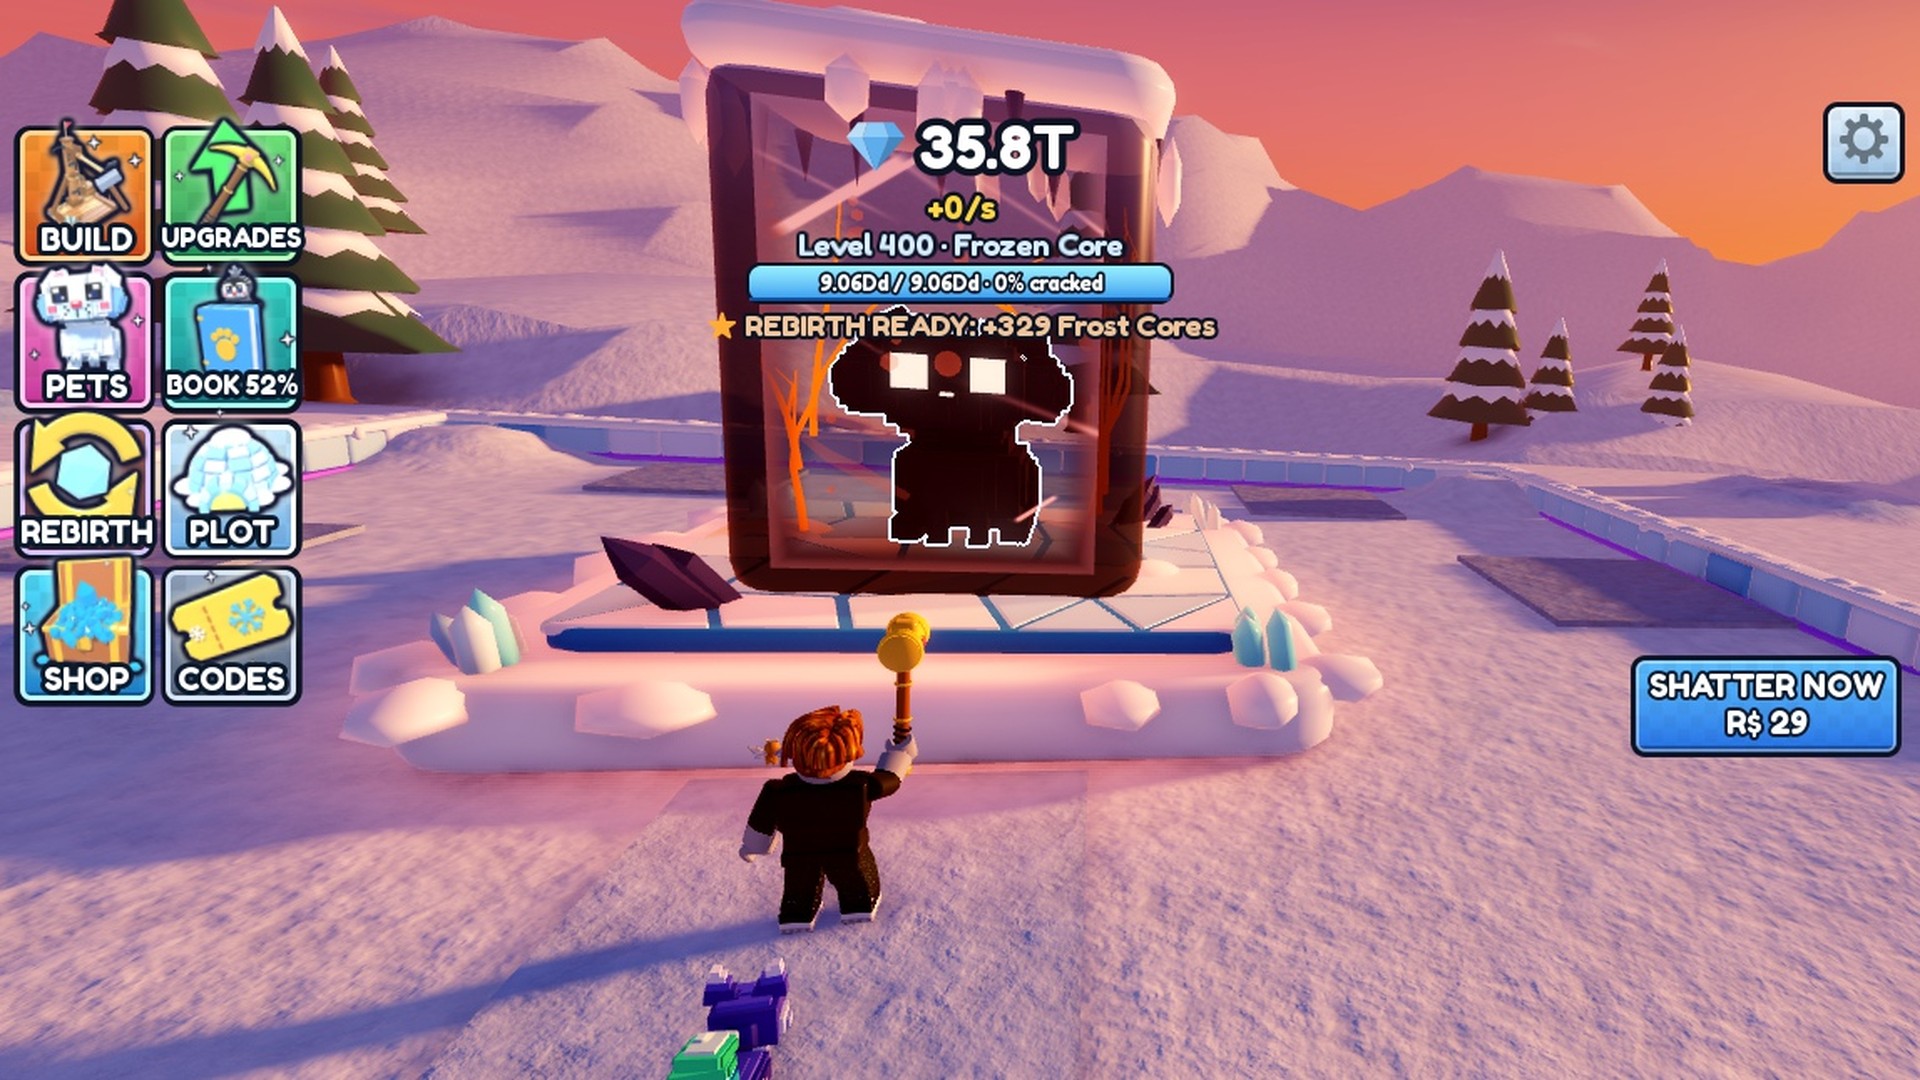 35.8T
+0/s
Level 400 · Frozen Core
9.06Dd / 9.06Dd · 0% cracked
REBIRTH READY: +329 Frost Cores
BUILD
UPGRADES
PETS
BOOK 52%
REBIRTH
PLOT
SHOP
CODES
SHATTER NOW
R$ 29